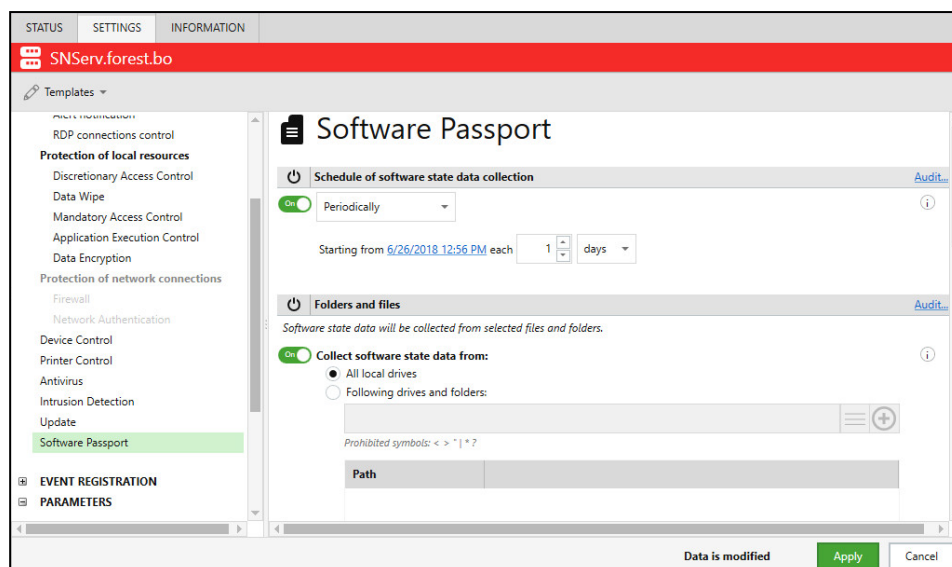 STATUS SETTINGS INFORMATION
SNServ.forest.bo
Templates
Alert notification
RDP connections control
Protection of local resources
Discretionary Access Control
Data Wipe
Mandatory Access Control
Application Execution Control
Data Encryption
Protection of network connections
Firewall
Network Authentication
Device Control
Printer Control
Antivirus
Intrusion Detection
Update
Software Passport
EVENT REGISTRATION
PARAMETERS
Software Passport
Schedule of software state data collection Audit...
On Periodically
Starting from 6/26/2018 12:56 PM each 1 days
Folders and files Audit...
Software state data will be collected from selected files and folders.
On Collect software state data from:
All local drives
Following drives and folders:
Prohibited symbols: < > " | * ?
Path
Data is modified Apply Cancel